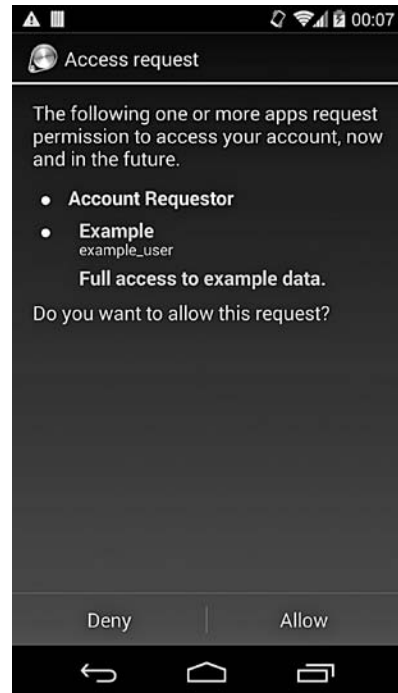 00:07
Access request
The following one or more apps request
permission to access your account, now
and in the future.
• Account Requestor
• Example
example_user
Full access to example data.
Do you want to allow this request?
Deny
Allow